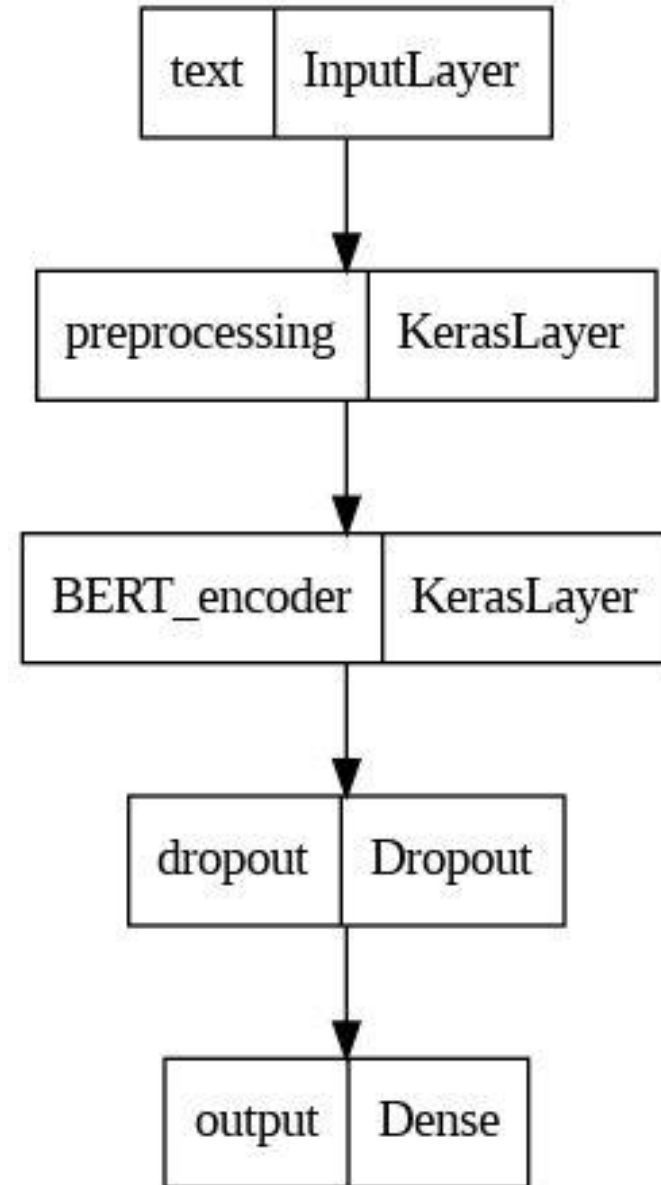 text InputLayer
preprocessing KerasLayer
BERT_encoder KerasLayer
dropout Dropout
output Dense